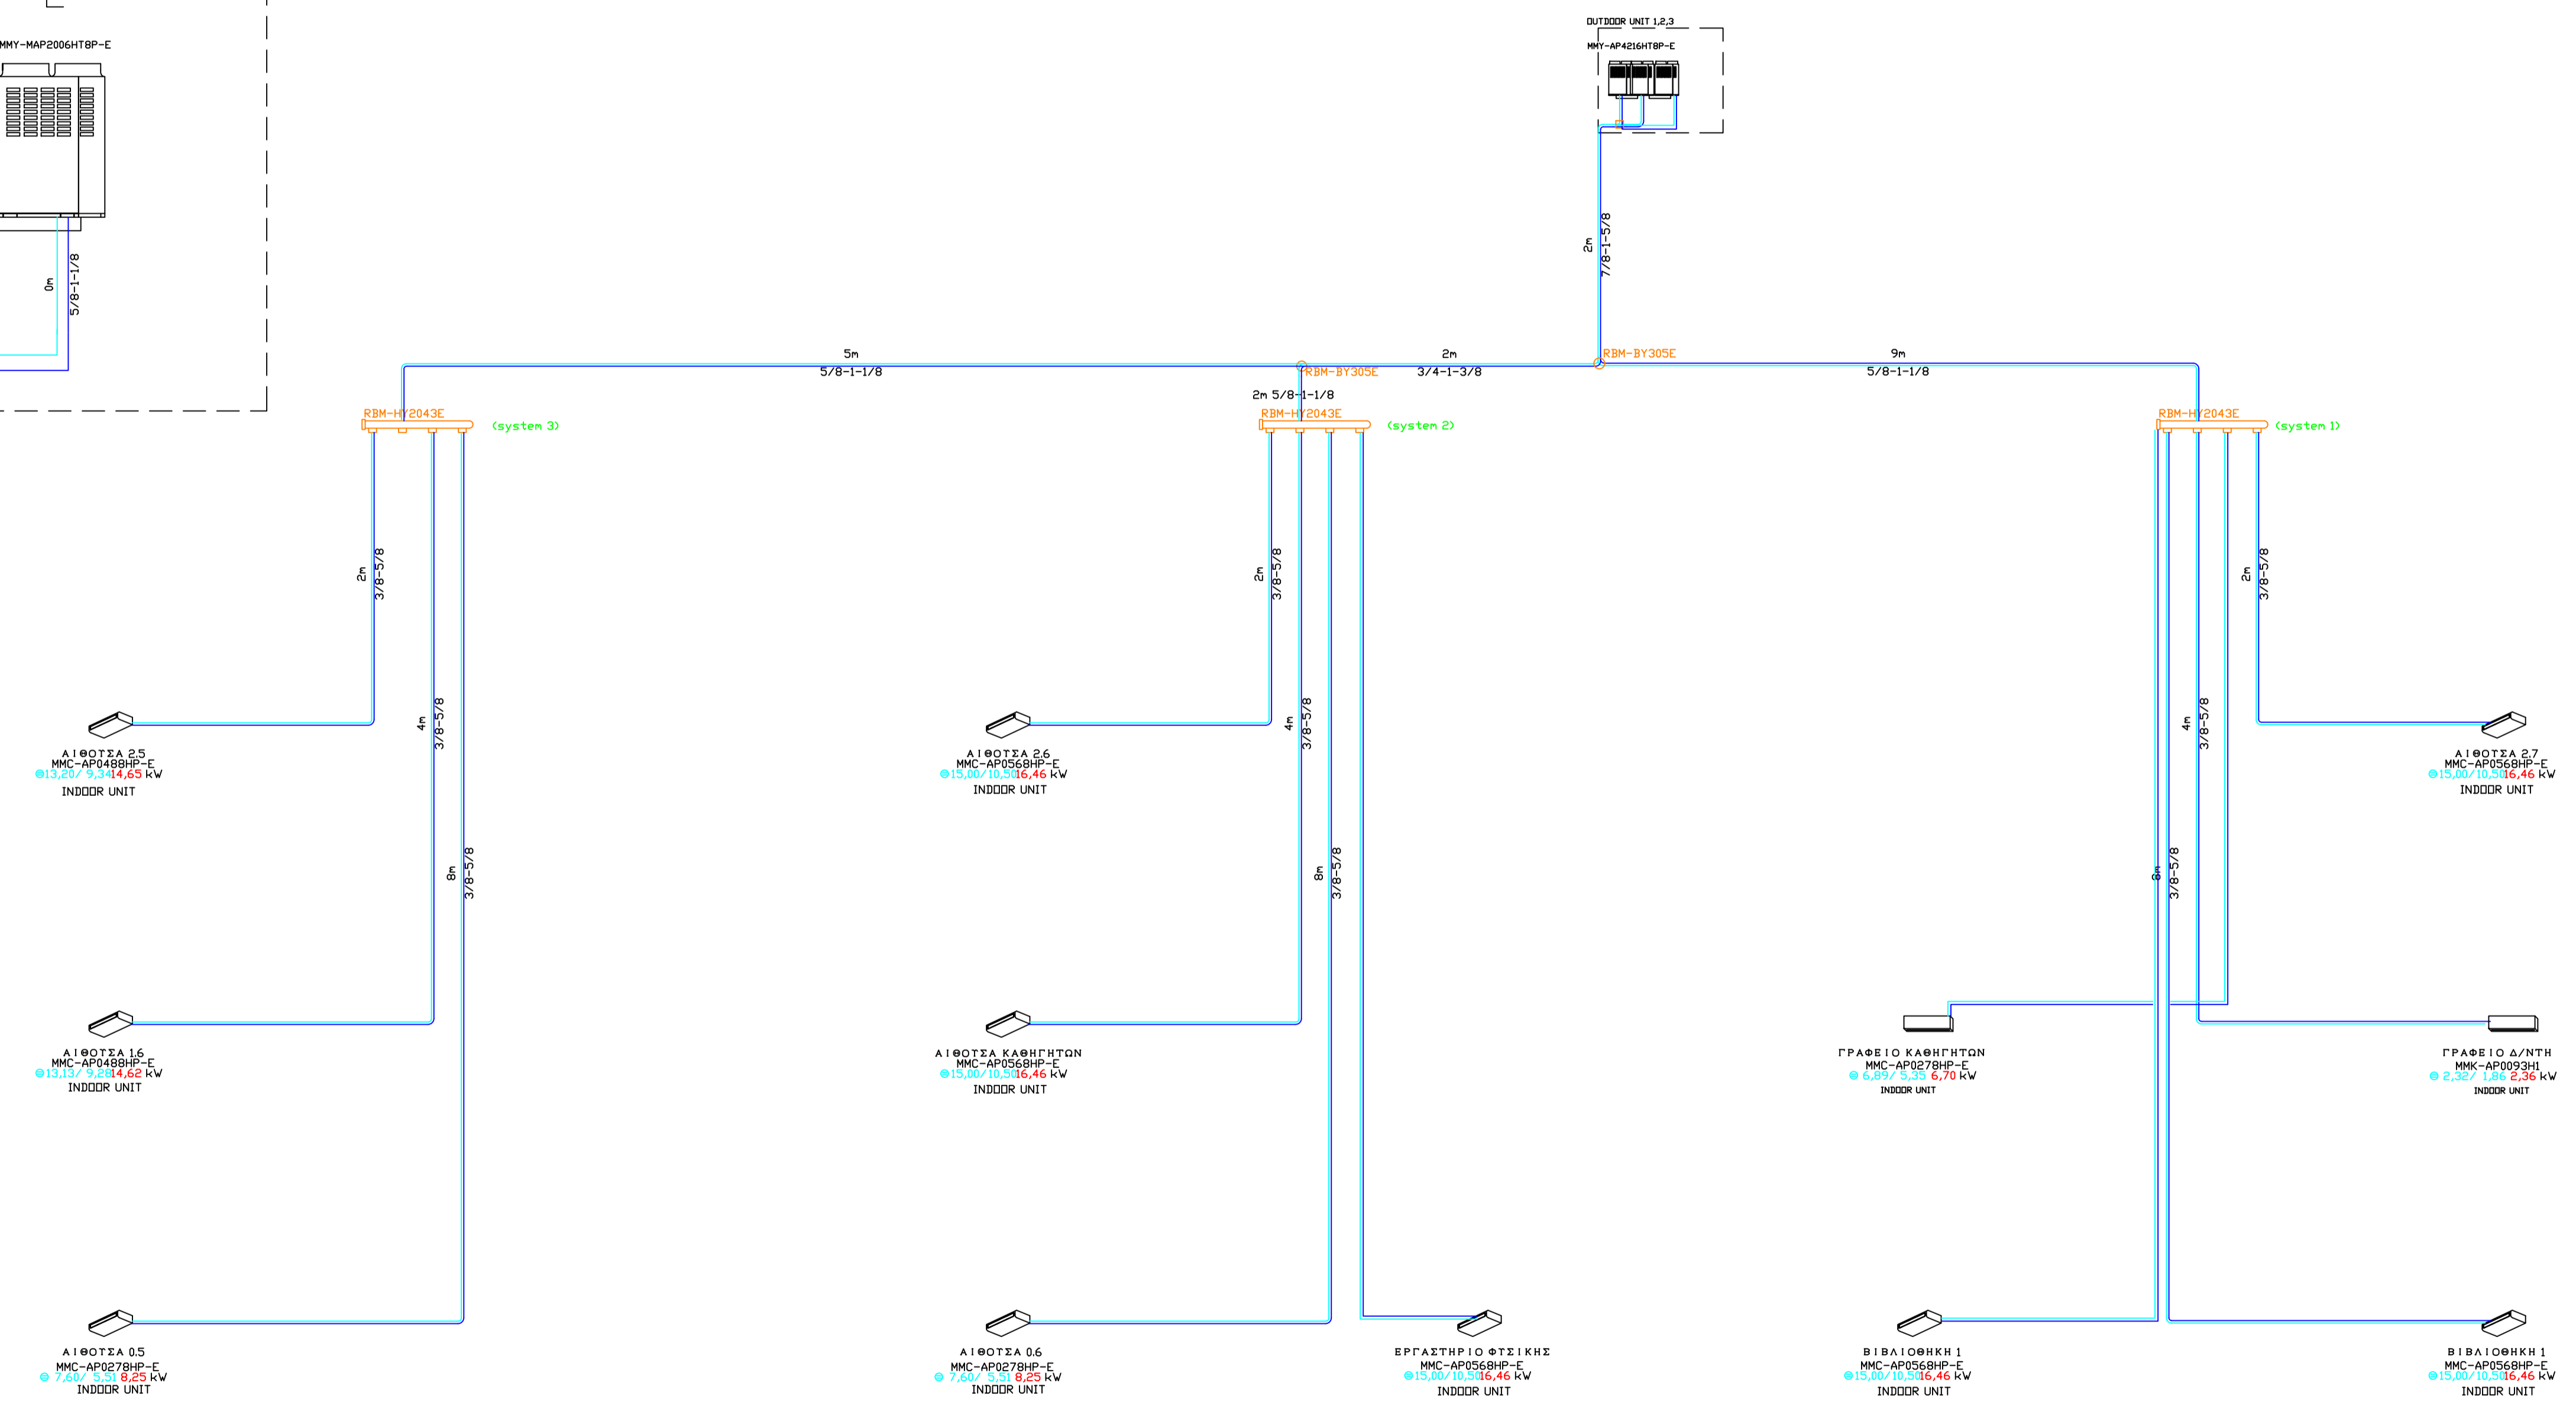 OUTDOOR UNIT 1,2,3
MMY-MAP2006HT8P-E
MMY-AP4216HT8P-E
0m
5/8-1-1/8
2m
7/8-1-5/8
5m
5/8-1-1/8
2m
3/4-1-3/8
9m
5/8-1-1/8
RBM-BY305E
RBM-BY305E
2m 5/8-1-1/8
RBM-HY2043E
(system 3)
RBM-HY2043E
(system 2)
RBM-HY2043E
(system 1)
2m
3/8-5/8
2m
3/8-5/8
2m
3/8-5/8
4m
3/8-5/8
4m
3/8-5/8
4m
3/8-5/8
8m
3/8-5/8
8m
3/8-5/8
8m
3/8-5/8
ΑΙΘΟΤΣΑ 2.5
MMC-AP0488HP-E
13,20/ 9,34 14,65 kW
INDOOR UNIT
ΑΙΘΟΤΣΑ 2.6
MMC-AP0568HP-E
15,00/10,50 16,46 kW
INDOOR UNIT
ΑΙΘΟΤΣΑ 2.7
MMC-AP0568HP-E
15,00/10,50 16,46 kW
INDOOR UNIT
ΑΙΘΟΤΣΑ 1.6
MMC-AP0488HP-E
13,13/ 9,28 14,62 kW
INDOOR UNIT
ΑΙΘΟΤΣΑ ΚΑΘΗΓΗΤΩΝ
MMC-AP0568HP-E
15,00/10,50 16,46 kW
INDOOR UNIT
ΓΡΑΦΕΙΟ ΚΑΘΗΓΗΤΩΝ
MMC-AP0278HP-E
6,89/ 5,35 6,70 kW
INDOOR UNIT
ΓΡΑΦΕΙΟ Δ/ΝΤΗ
MMK-AP0093H1
2,32/ 1,86 2,36 kW
INDOOR UNIT
ΑΙΘΟΤΣΑ 0.5
MMC-AP0278HP-E
7,60/ 5,51 8,25 kW
INDOOR UNIT
ΑΙΘΟΤΣΑ 0.6
MMC-AP0278HP-E
7,60/ 5,51 8,25 kW
INDOOR UNIT
ΕΡΓΑΣΤΗΡΙΟ ΦΤΣΙΚΗΣ
MMC-AP0568HP-E
15,00/10,50 16,46 kW
INDOOR UNIT
ΒΙΒΛΙΟΘΗΚΗ 1
MMC-AP0568HP-E
15,00/10,50 16,46 kW
INDOOR UNIT
ΒΙΒΛΙΟΘΗΚΗ 1
MMC-AP0568HP-E
15,00/10,50 16,46 kW
INDOOR UNIT